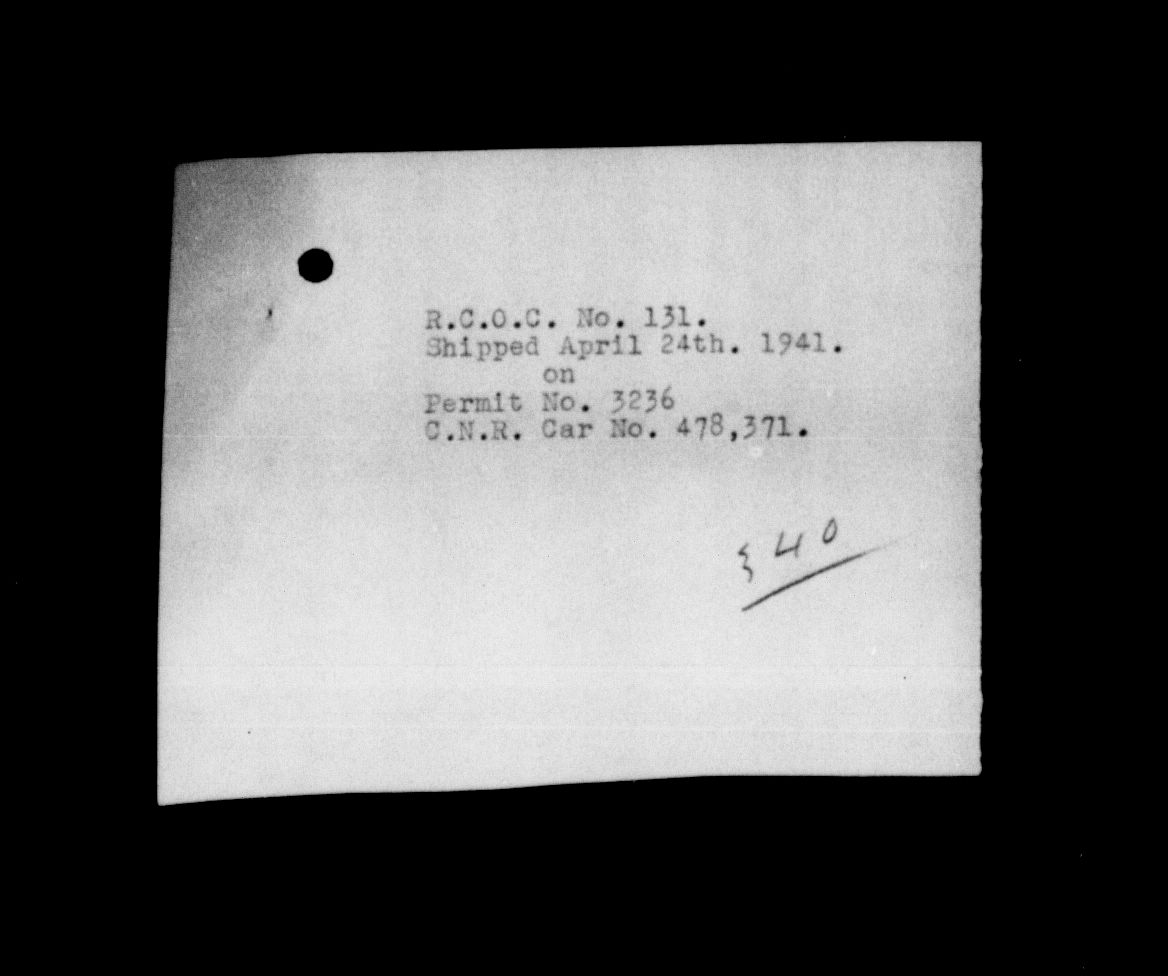 R.C.O.C. No. 131.
Shipped April 24th. 1941.
on
Permit No. 3236
C.N.R. Car No. 478,371.
340